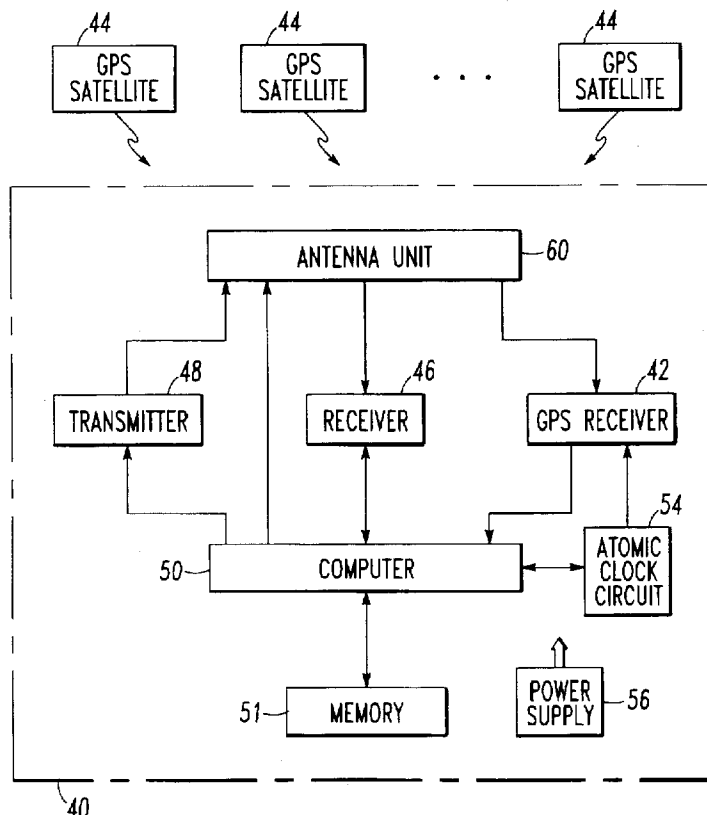 44 44 44
GPS SATELLITE GPS SATELLITE . . . GPS SATELLITE
ANTENNA UNIT 60
48 46 42
TRANSMITTER RECEIVER GPS RECEIVER
54
50 COMPUTER ATOMIC CLOCK CIRCUIT
51 MEMORY POWER SUPPLY 56
40